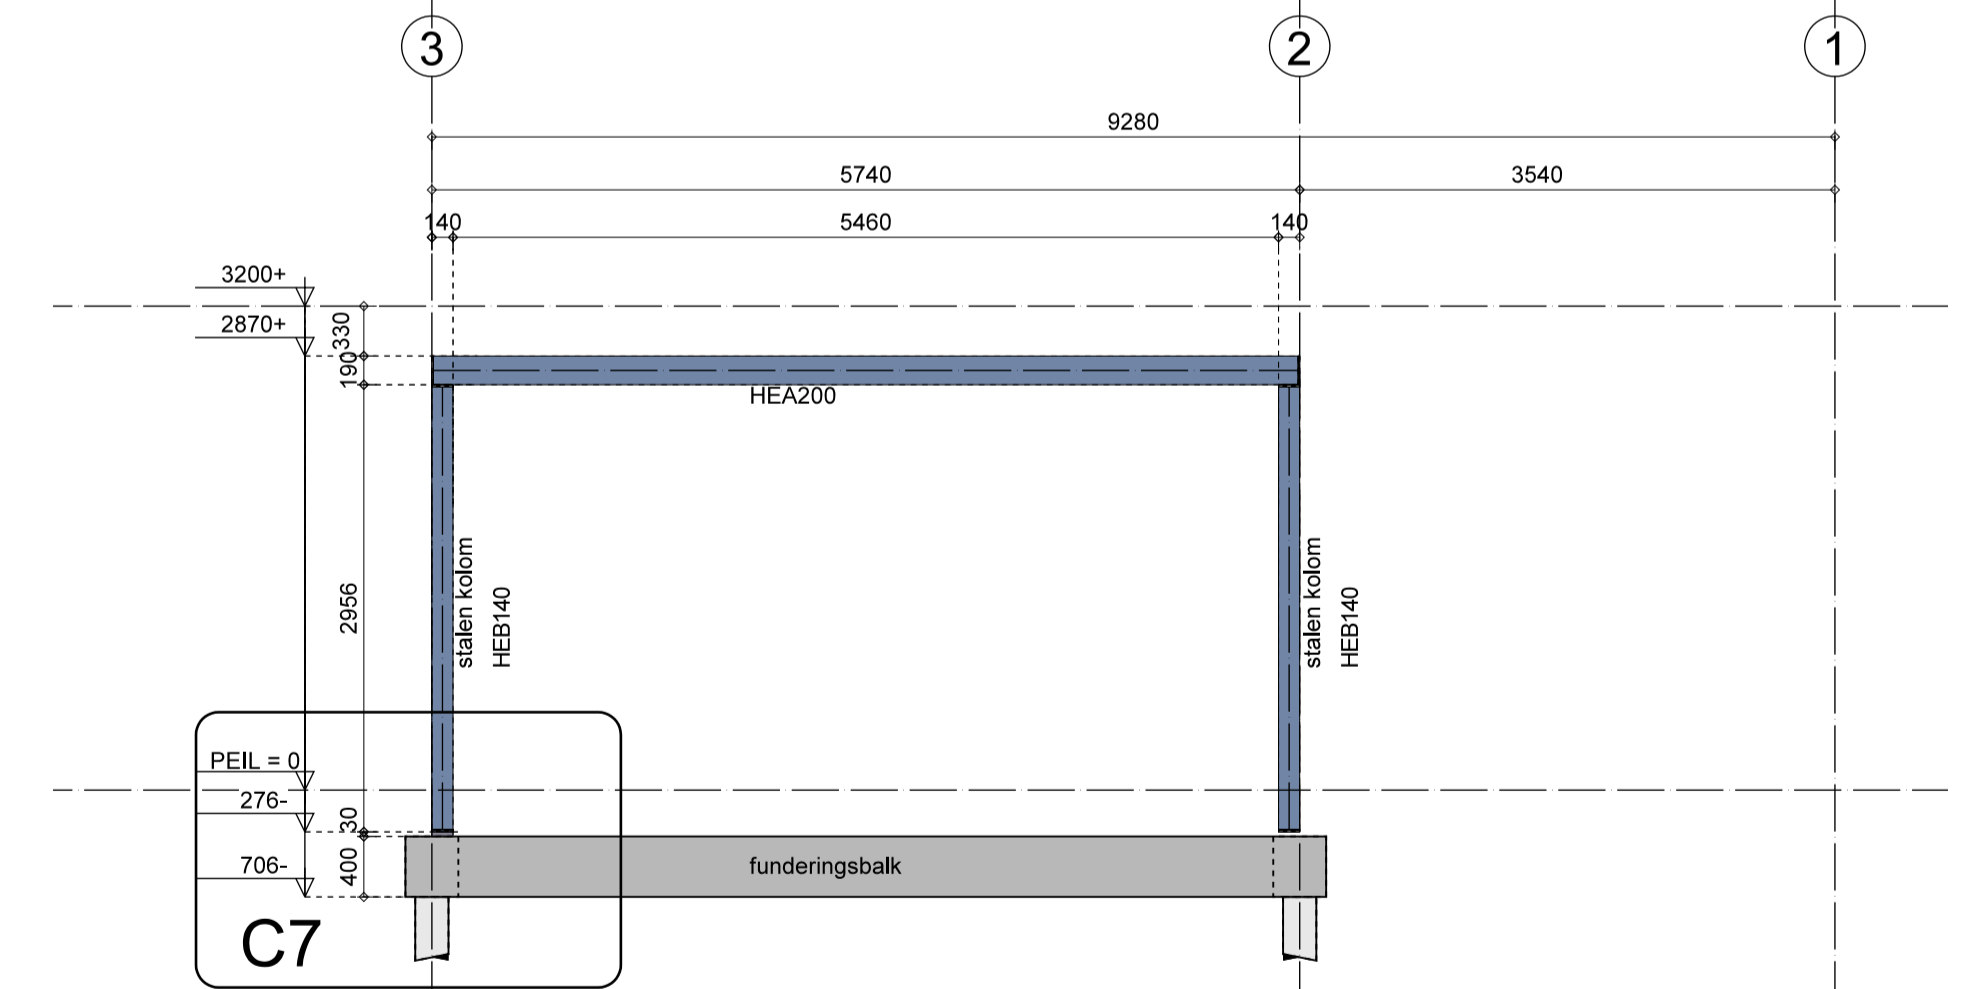 3
2
1
9280
5740
3540
140
5460
140
3200+
2870+
330
190
HEA200
2956
stalen kolom
HEB140
stalen kolom
HEB140
PEIL = 0
276-
30
706-
400
funderingsbalk
C7